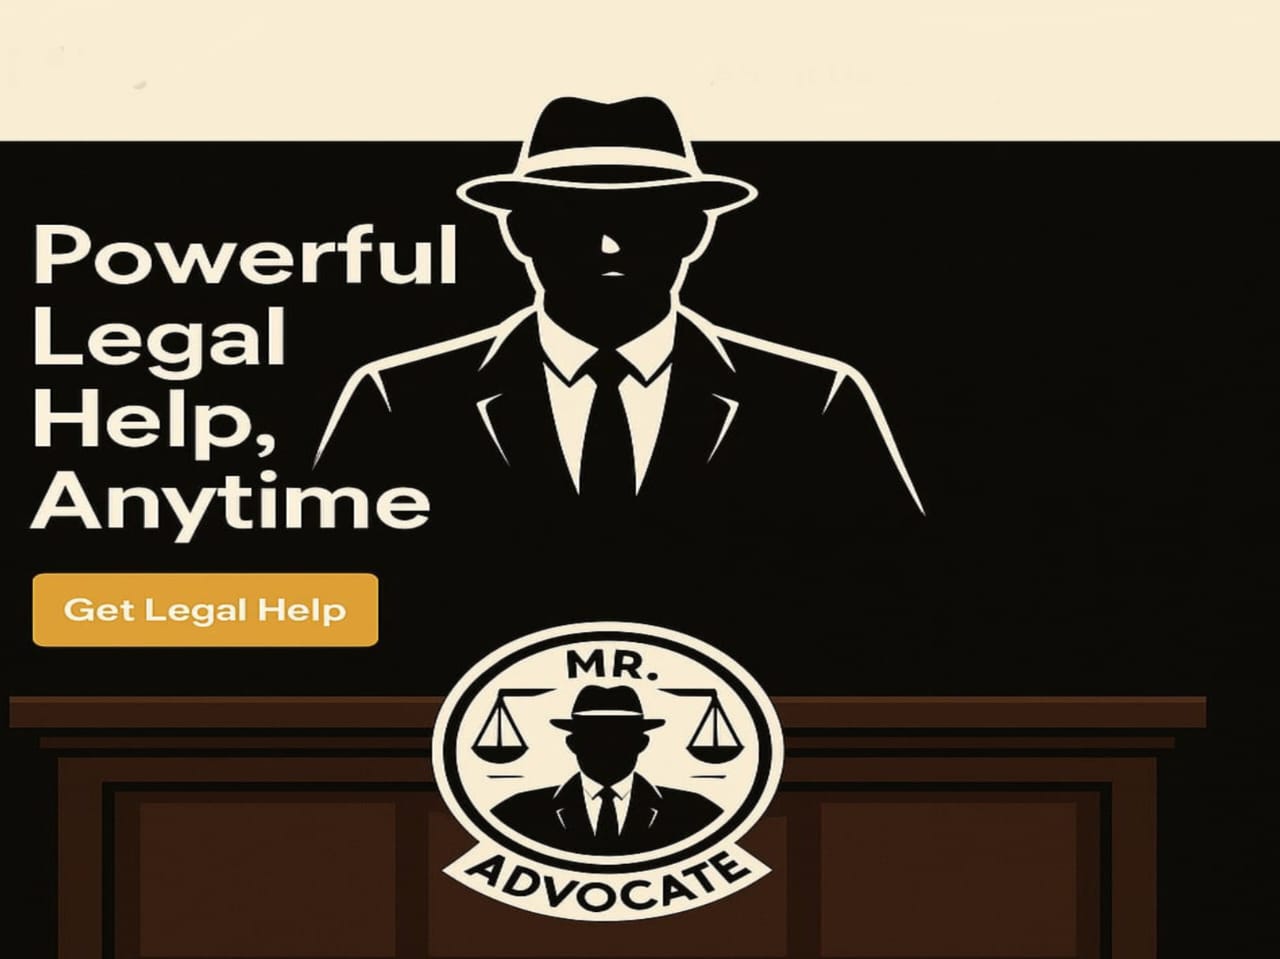 Powerful
Legal
Help,
Anytime
Get Legal Help
MR.
ADVOCATE